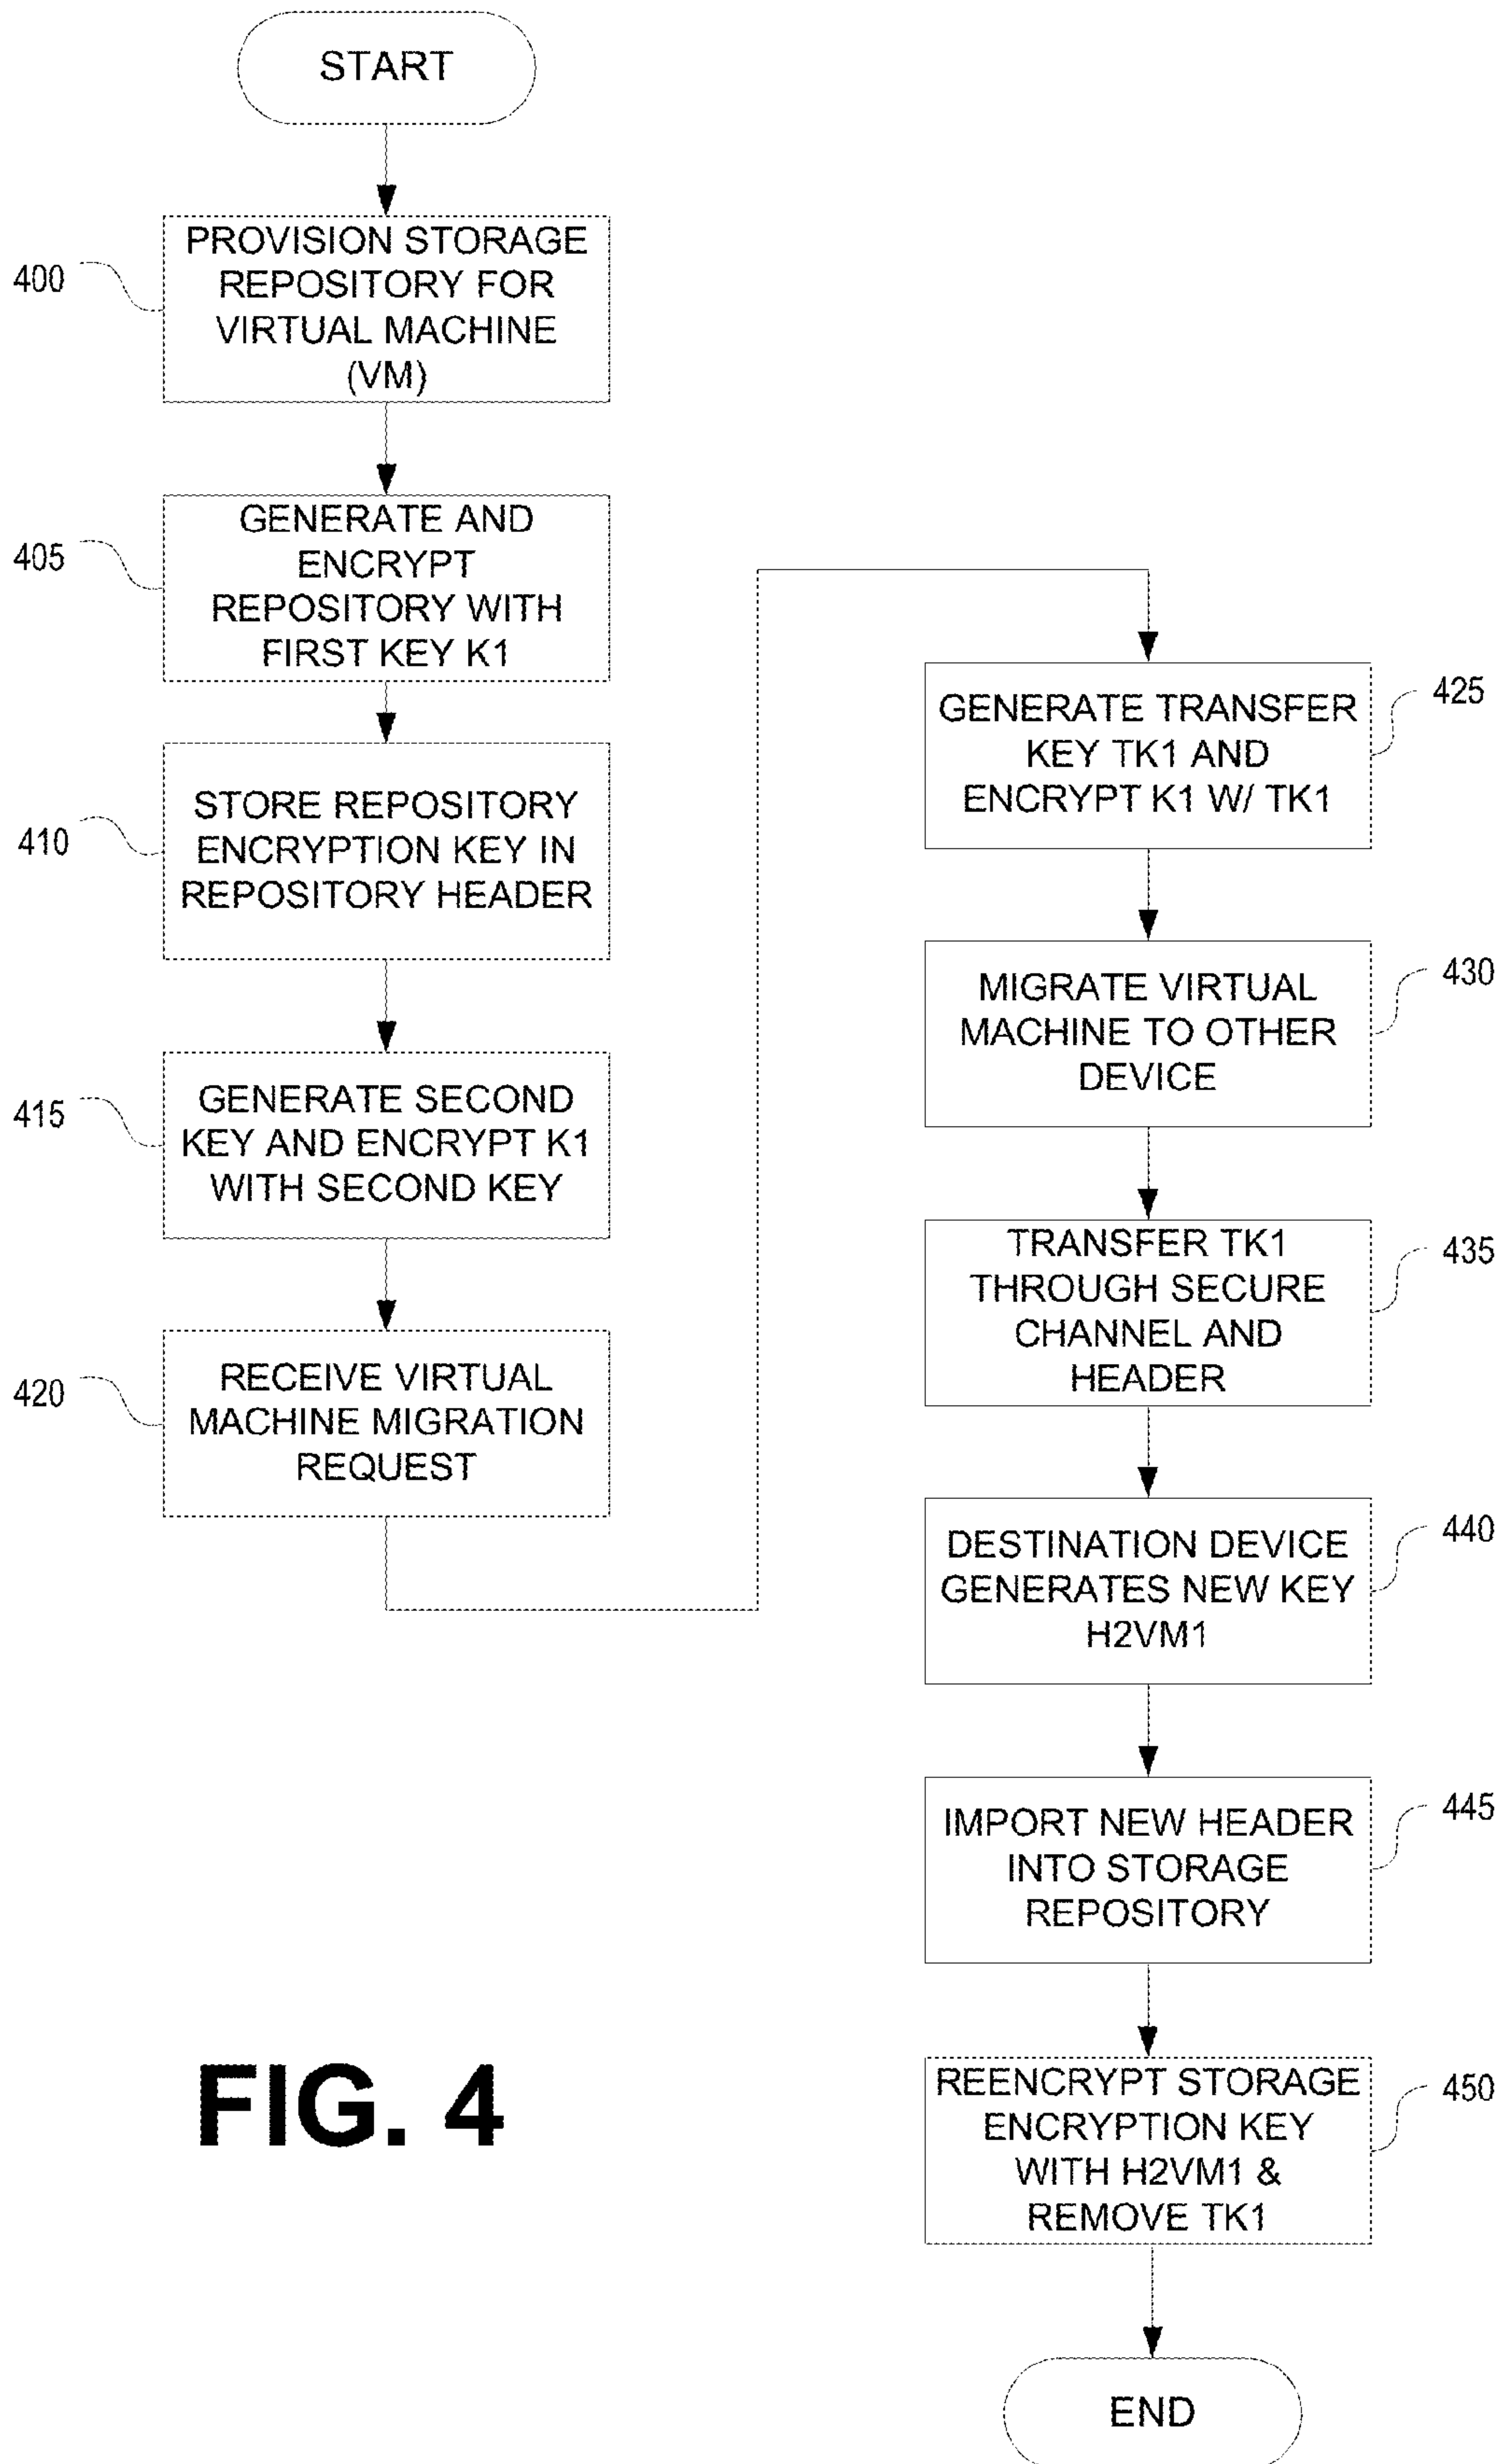 START
400
PROVISION STORAGE
REPOSITORY FOR
VIRTUAL MACHINE
(VM)
405
GENERATE AND
ENCRYPT
REPOSITORY WITH
FIRST KEY K1
410
STORE REPOSITORY
ENCRYPTION KEY IN
REPOSITORY HEADER
415
GENERATE SECOND
KEY AND ENCRYPT K1
WITH SECOND KEY
420
RECEIVE VIRTUAL
MACHINE MIGRATION
REQUEST
425
GENERATE TRANSFER
KEY TK1 AND
ENCRYPT K1 W/ TK1
430
MIGRATE VIRTUAL
MACHINE TO OTHER
DEVICE
435
TRANSFER TK1
THROUGH SECURE
CHANNEL AND
HEADER
440
DESTINATION DEVICE
GENERATES NEW KEY
H2VM1
445
IMPORT NEW HEADER
INTO STORAGE
REPOSITORY
450
REENCRYPT STORAGE
ENCRYPTION KEY
WITH H2VM1 &
REMOVE TK1
END
FIG. 4